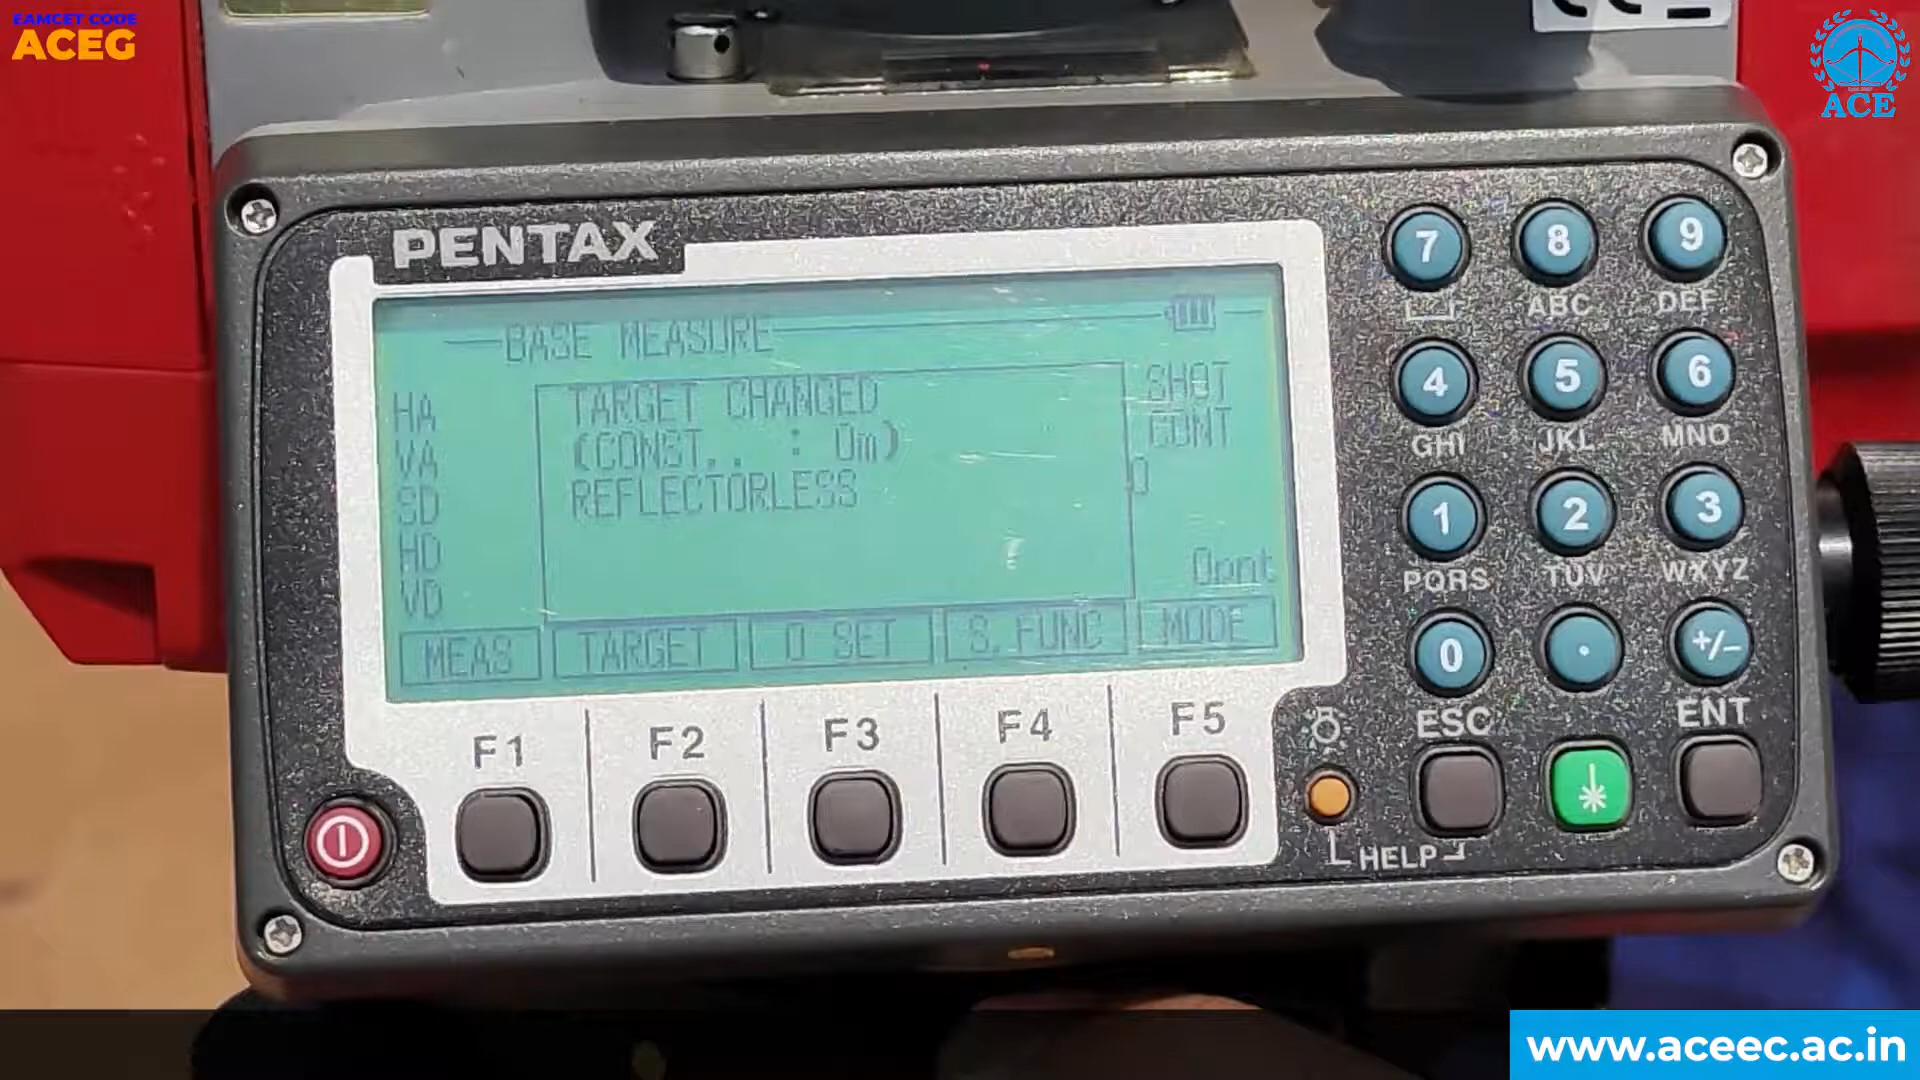 EAMCET CODE
ACEG
ACE
PENTAX
BASE MEASURE
HA
VA
SD
HD
VD
TARGET CHANGED
(CONST.. : 0m)
REFLECTORLESS
SHOT
CONT
0
MEAS TARGET 0 SET S.FUNC MODE
F1 F2 F3 F4 F5
7 8 9
ABC DEF
4 5 6
GHI JKL MNO
1 2 3
PQRS TUV WXYZ
0 . +/-
ESC ENT
HELP
www.aceec.ac.in